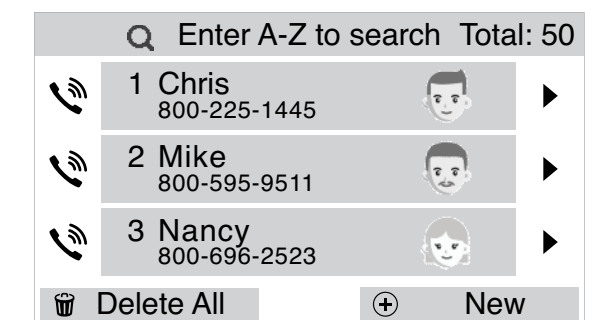 Enter A-Z to search Total: 50
1 Chris
800-225-1445
2 Mike
800-595-9511
3 Nancy
800-696-2523
Delete All New